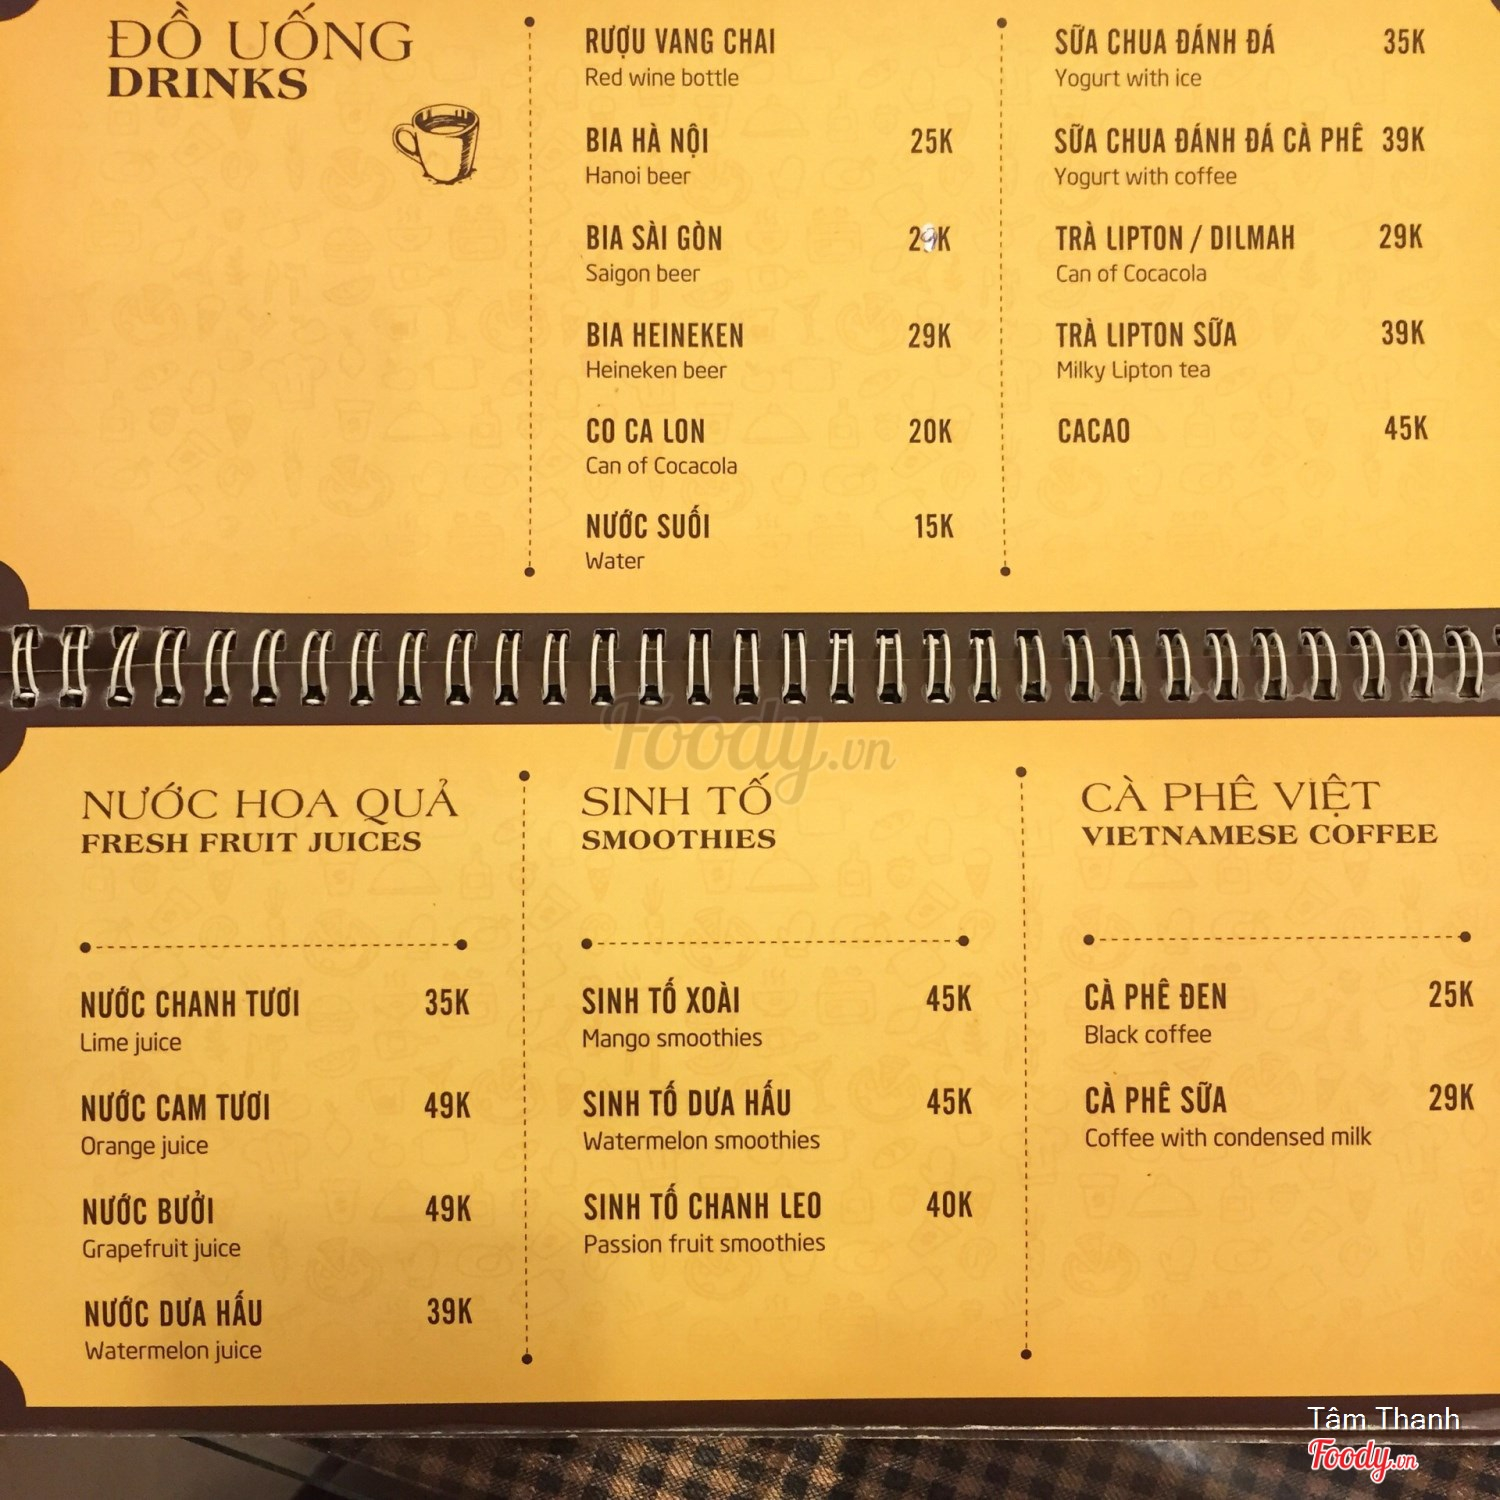 ĐỒ UỐNG
DRINKS
RƯỢU VANG CHAI
Red wine bottle
BIA HÀ NỘI 25K
Hanoi beer
BIA SÀI GÒN 29K
Saigon beer
BIA HEINEKEN 29K
Heineken beer
CO CA LON 20K
Can of Cocacola
NƯỚC SUỐI 15K
Water
SỮA CHUA ĐÁNH ĐÁ 35K
Yogurt with ice
SỮA CHUA ĐÁNH ĐÁ CÀ PHÊ 39K
Yogurt with coffee
TRÀ LIPTON / DILMAH 29K
Can of Cocacola
TRÀ LIPTON SỮA 39K
Milky Lipton tea
CACAO 45K
Foody.vn
NƯỚC HOA QUẢ
FRESH FRUIT JUICES
NƯỚC CHANH TƯƠI 35K
Lime juice
NƯỚC CAM TƯƠI 49K
Orange juice
NƯỚC BƯỞI 49K
Grapefruit juice
NƯỚC DƯA HẤU 39K
Watermelon juice
SINH TỐ
SMOOTHIES
SINH TỐ XOÀI 45K
Mango smoothies
SINH TỐ DƯA HẤU 45K
Watermelon smoothies
SINH TỐ CHANH LEO 40K
Passion fruit smoothies
CÀ PHÊ VIỆT
VIETNAMESE COFFEE
CÀ PHÊ ĐEN 25K
Black coffee
CÀ PHÊ SỮA 29K
Coffee with condensed milk
Tâm Thanh
Foody.vn